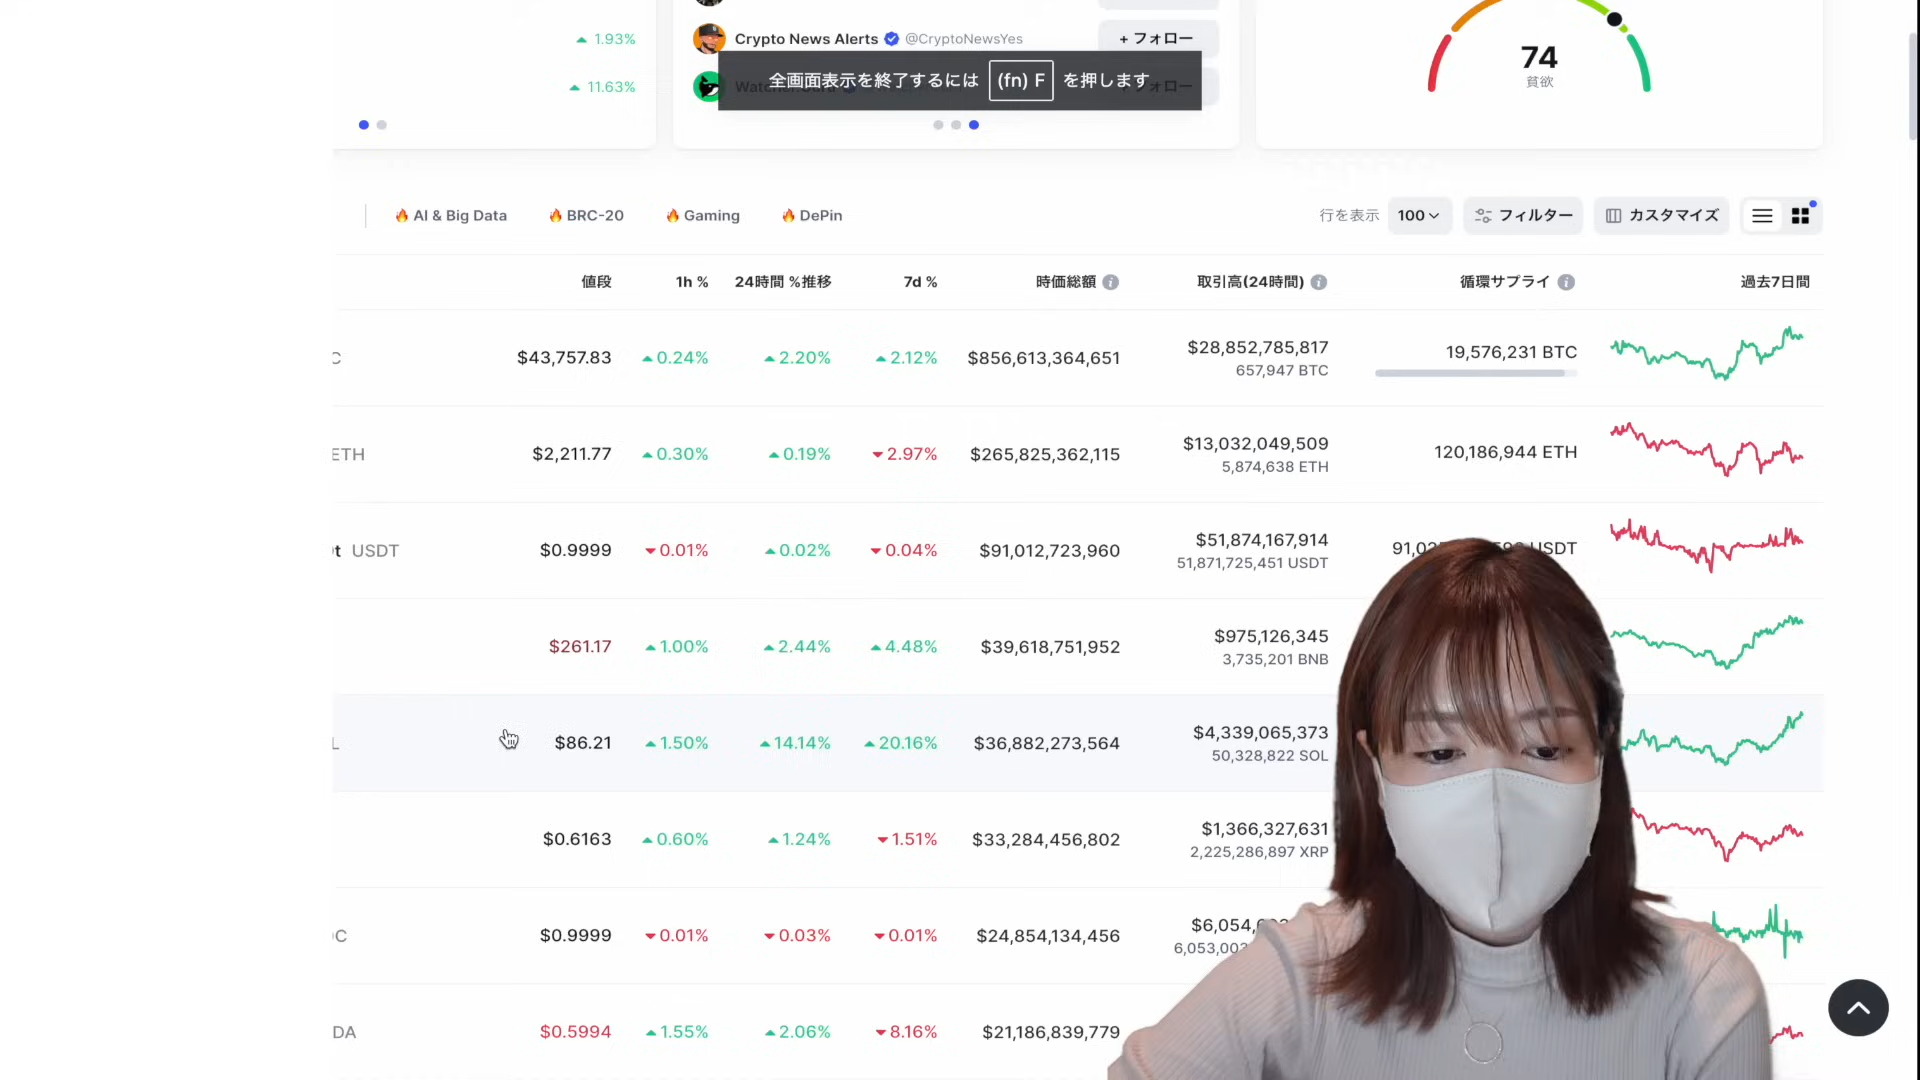 1.93%
11.63%
Crypto News Alerts @CryptoNewsYes
+ フォロー
全画面表示を終了するには (fn) F を押します
74
貧欲
AI & Big Data
BRC-20
Gaming
DePin
行を表示 100
フィルター
カスタマイズ
値段 1h % 24時間 %推移 7d % 時価総額 取引高(24時間) 循環サプライ 過去7日間
C $43,757.83 0.24% 2.20% 2.12% $856,613,364,651 $28,852,785,817 19,576,231 BTC
657,947 BTC
ETH $2,211.77 0.30% 0.19% 2.97% $265,825,362,115 $13,032,049,509 120,186,944 ETH
5,874,638 ETH
t USDT $0.9999 0.01% 0.02% 0.04% $91,012,723,960 $51,874,167,914 USDT
51,871,725,451 USDT
$261.17 1.00% 2.44% 4.48% $39,618,751,952 $975,126,345
3,735,201 BNB
L $86.21 1.50% 14.14% 20.16% $36,882,273,564 $4,339,065,373
50,328,822 SOL
$0.6163 0.60% 1.24% 1.51% $33,284,456,802 $1,366,327,631
2,225,286,897 XRP
C $0.9999 0.01% 0.03% 0.01% $24,854,134,456
DA $0.5994 1.55% 2.06% 8.16% $21,186,839,779